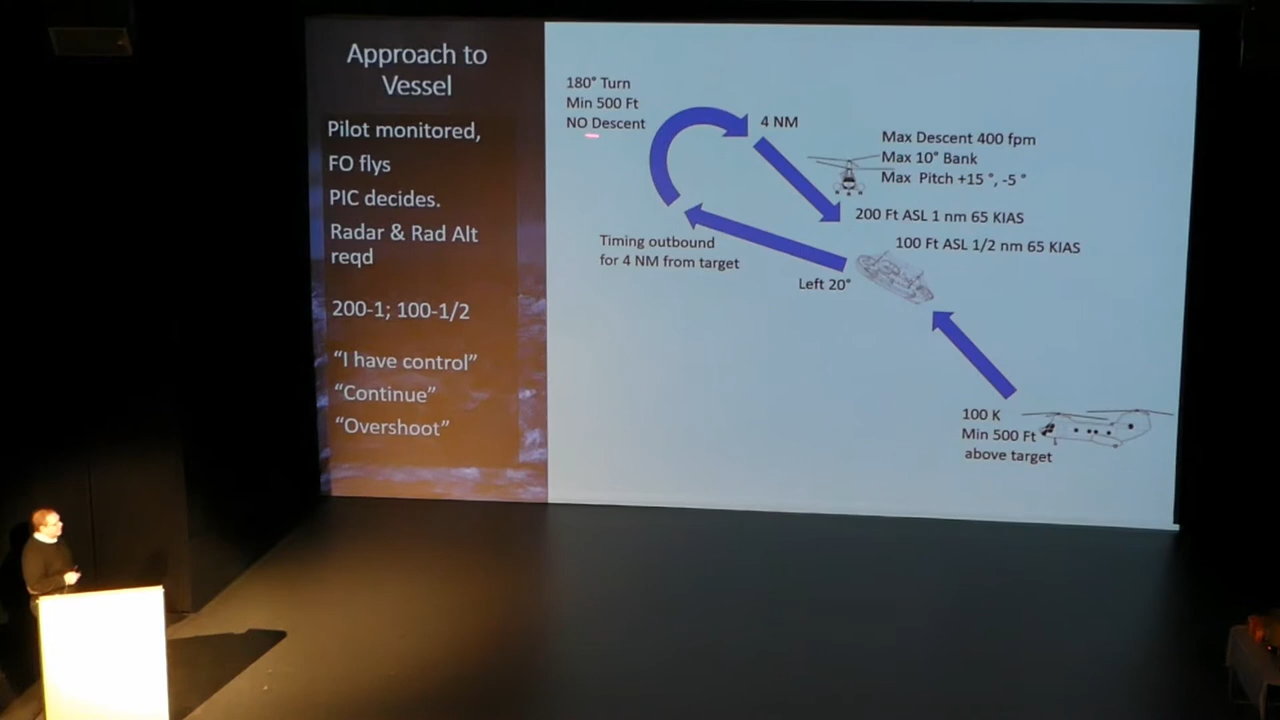 Approach to
Vessel
Pilot monitored,
FO flys
PIC decides.
Radar & Rad Alt
reqd
200-1; 100-1/2
“I have control”
“Continue”
“Overshoot”
180° Turn
Min 500 Ft
NO Descent
4 NM
Max Descent 400 fpm
Max 10° Bank
Max Pitch +15 °, -5 °
200 Ft ASL 1 nm 65 KIAS
100 Ft ASL 1/2 nm 65 KIAS
Timing outbound
for 4 NM from target
Left 20°
100 K
Min 500 Ft
above target